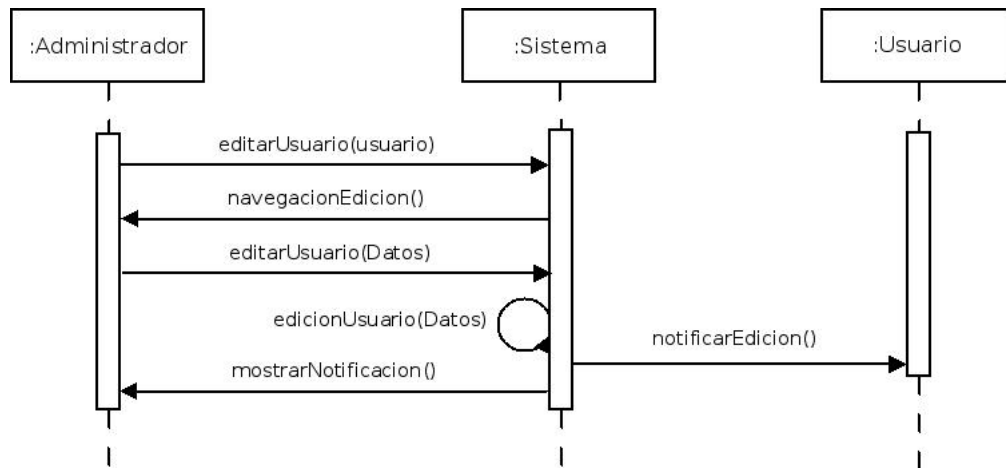 :Administrador
:Sistema
:Usuario
editarUsuario(usuario)
navegacionEdicion()
editarUsuario(Datos)
edicionUsuario(Datos)
notificarEdicion()
mostrarNotificacion()